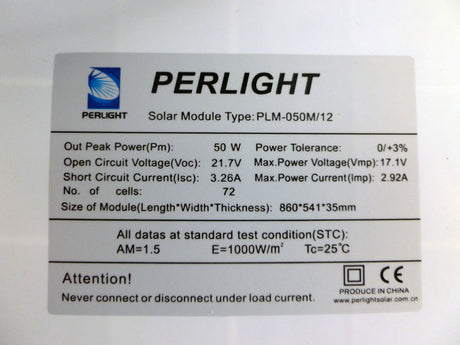 PERLIGHT
PERLIGHT
Solar Module Type:PLM-050M/12
Out Peak Power(Pm) 50 W Power Tolerance: 0/+3%
Open Circuit Voltage(Voc) 21.7V Max.Power Voltage(Vmp) 17.1V
Short Circuit Current(Isc) 3.26A Max.Power Current(Imp) 2.92A
No. of cells: 72
Size of Module(Length*Width*Thickness): 860*541*35mm
All datas at standard test condition(STC):
AM=1.5 E=1000W/m² Tc=25℃
Attention!
Never connect or disconnect under load current.
CE
PRODUCE IN CHINA
www.perlightsolar.com.cn